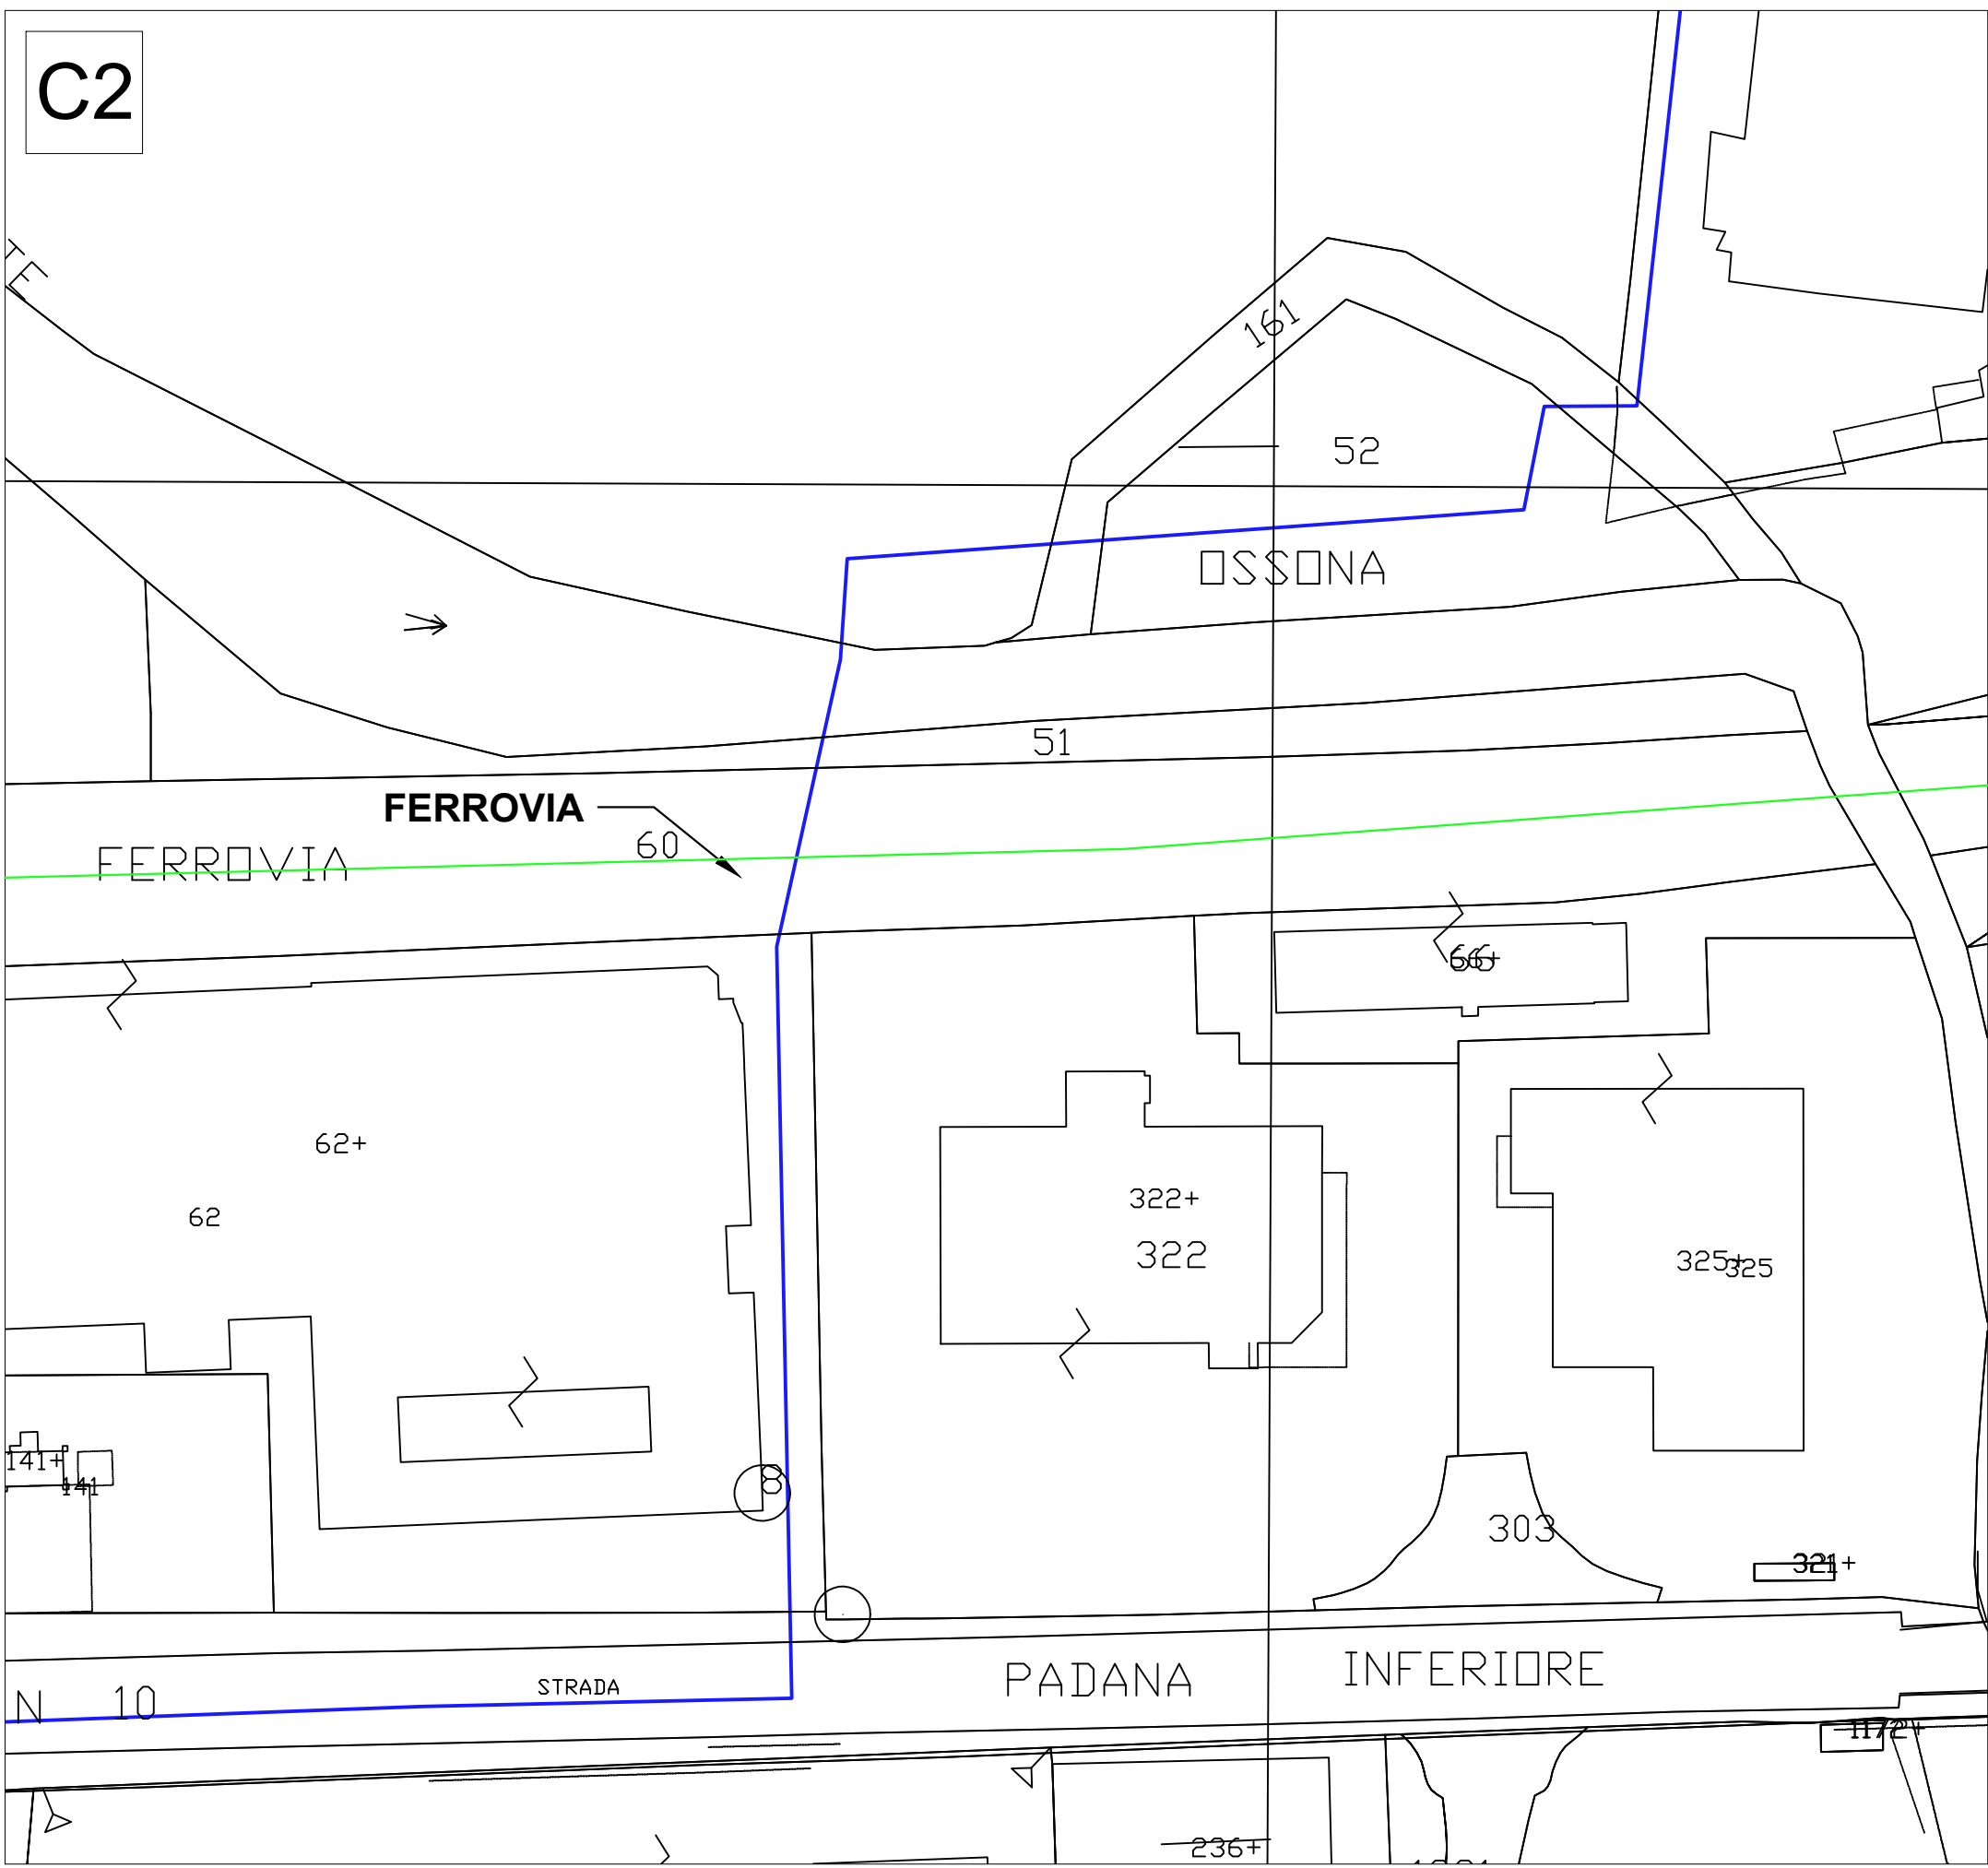 C2
TE
161
52
OSSONA
51
FERROVIA
60
FERROVIA
66+
62+
62
322+
322
325+
325
141+
141
8
303
321+
PADANA INFERIORE
STRADA
N 10
1172+
236+